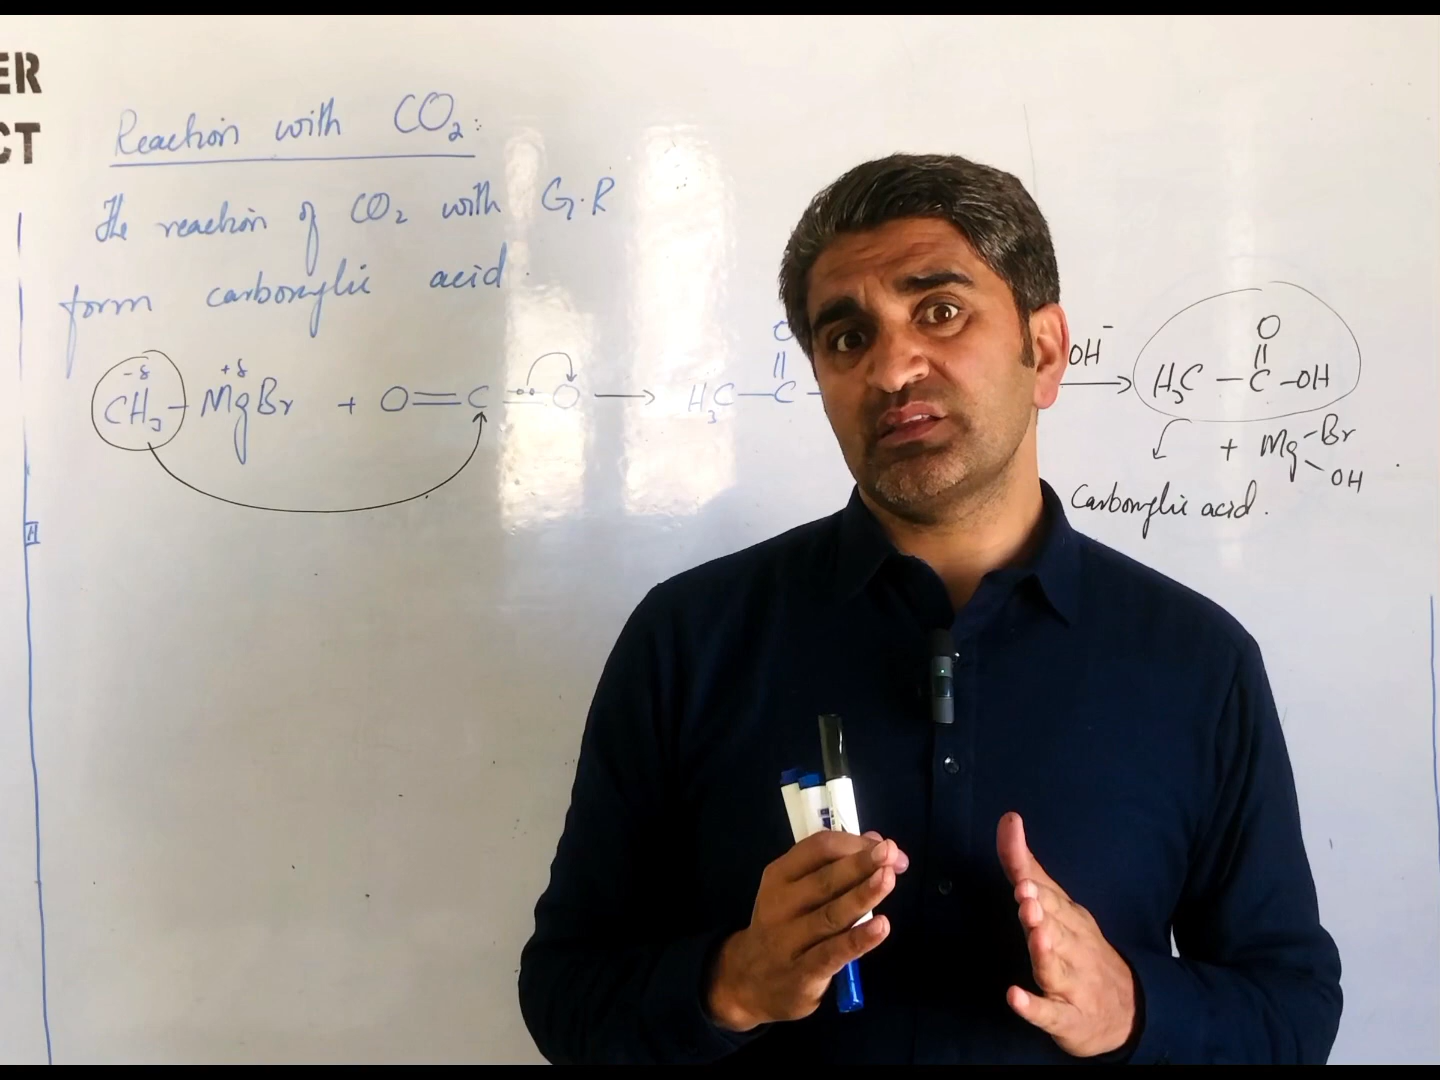 ER
CT
Reaction with CO₂:
The reaction of CO₂ with G.R
form carboxylic acid.
-δ +δ
CH₃-MgBr + O=C=O → H₃C-C- OH⁻ → H₃C-C-OH
O
||
O
||
+ Mg-Br
OH
Carboxylic acid.